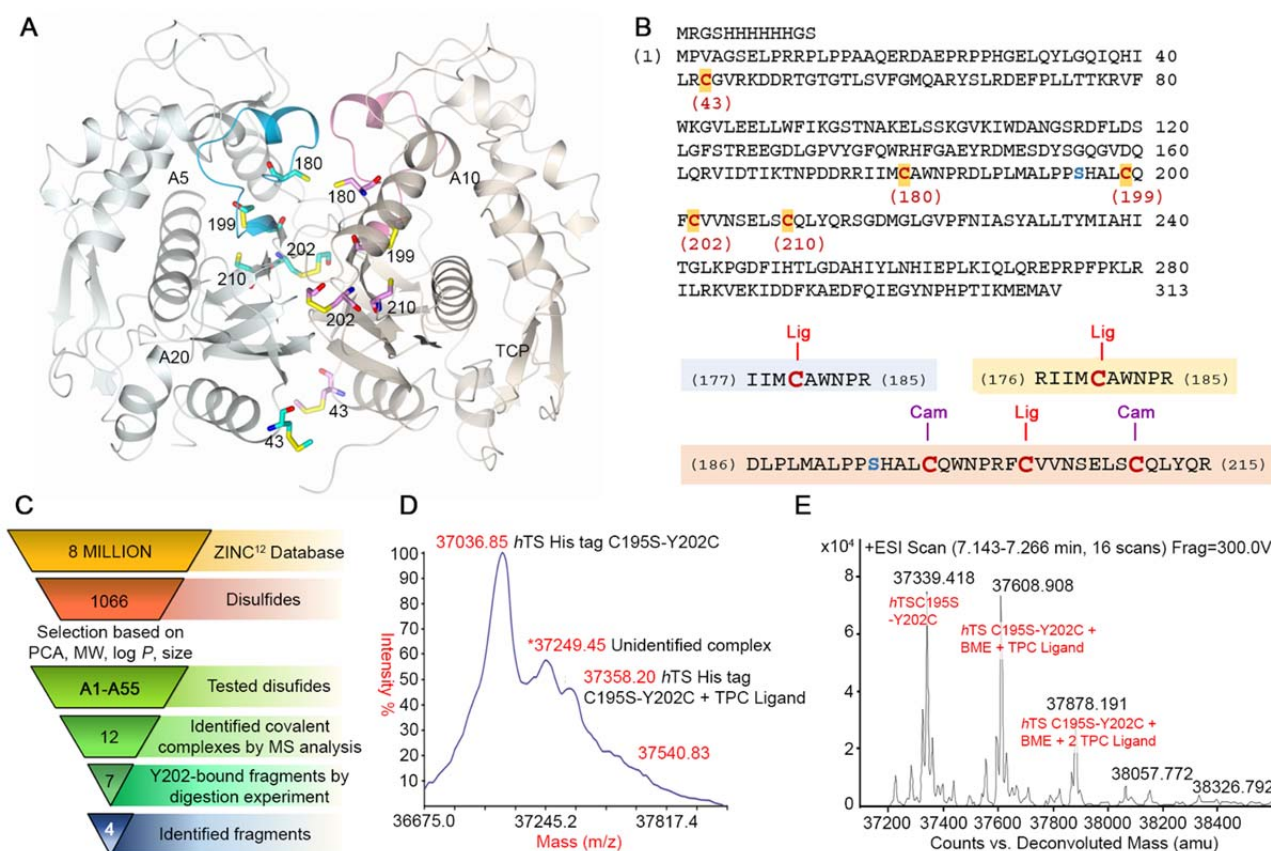 A
180
A5
A10
180
199
202
199
210
202
210
A20
TCP
43
43
B
MRGSHHHHHHGS
(1) MPVAGSELPRRPLPPAAQERDAEPRPPHGELQYLGQIQHI 40
LRCGVRKDDRTGTGTLSVFGMQARYSLRDEFPLLTTKRVF 80
(43)
WKGVLEELLWFIKGSTNAKELSSKGVKIWDANGSRDFLDS 120
LGFSTREEGDLGPVYGFQWRHFGAEYRDMESDYSGQGVDQ 160
LQRVIDTIKTNPDDRRIIMCAWNPRDLPLMALPPSHALCQ 200
(180) (199)
FCVVNSELSCQLYQRSGDMGLGVPFNIASYALLTYMIAHI 240
(202) (210)
TGLKPGDFIHTLGDAHIYLNHIEPLKIQLQREPRPFPKLR 280
ILRKVEKIDDFKAEDFQIEGYNPHPTIKMEMAV 313
Lig Lig
(177) IIMCAWNPR (185) (176) RIIMCAWNPR (185)
Cam Lig Cam
(186) DLPLMALPPSHALCQWNPRFCVVNSELSCQLYQR (215)
C
8 MILLION ZINC12 Database
1066 Disulfides
Selection based on
PCA, MW, log P, size
A1-A55 Tested disufides
12 Identified covalent
complexes by MS analysis
7 Y202-bound fragments by
digestion experiment
4 Identified fragments
D
37036.85 hTS His tag C195S-Y202C
*37249.45 Unidentified complex
37358.20 hTS His tag
C195S-Y202C + TPC Ligand
37540.83
Intensity %
100
90
80
70
60
50
40
30
20
10
36675.0 37245.2 37817.4
Mass (m/z)
E
x10⁴ +ESI Scan (7.143-7.266 min, 16 scans) Frag=300.0V
37339.418
hTSC195S
-Y202C
37608.908
hTS C195S-Y202C +
BME + TPC Ligand
37878.191
hTS C195S-Y202C +
BME + 2 TPC Ligand
38057.772
38326.792
8
6
4
2
0
37200 37400 37600 37800 38000 38200 38400
Counts vs. Deconvoluted Mass (amu)